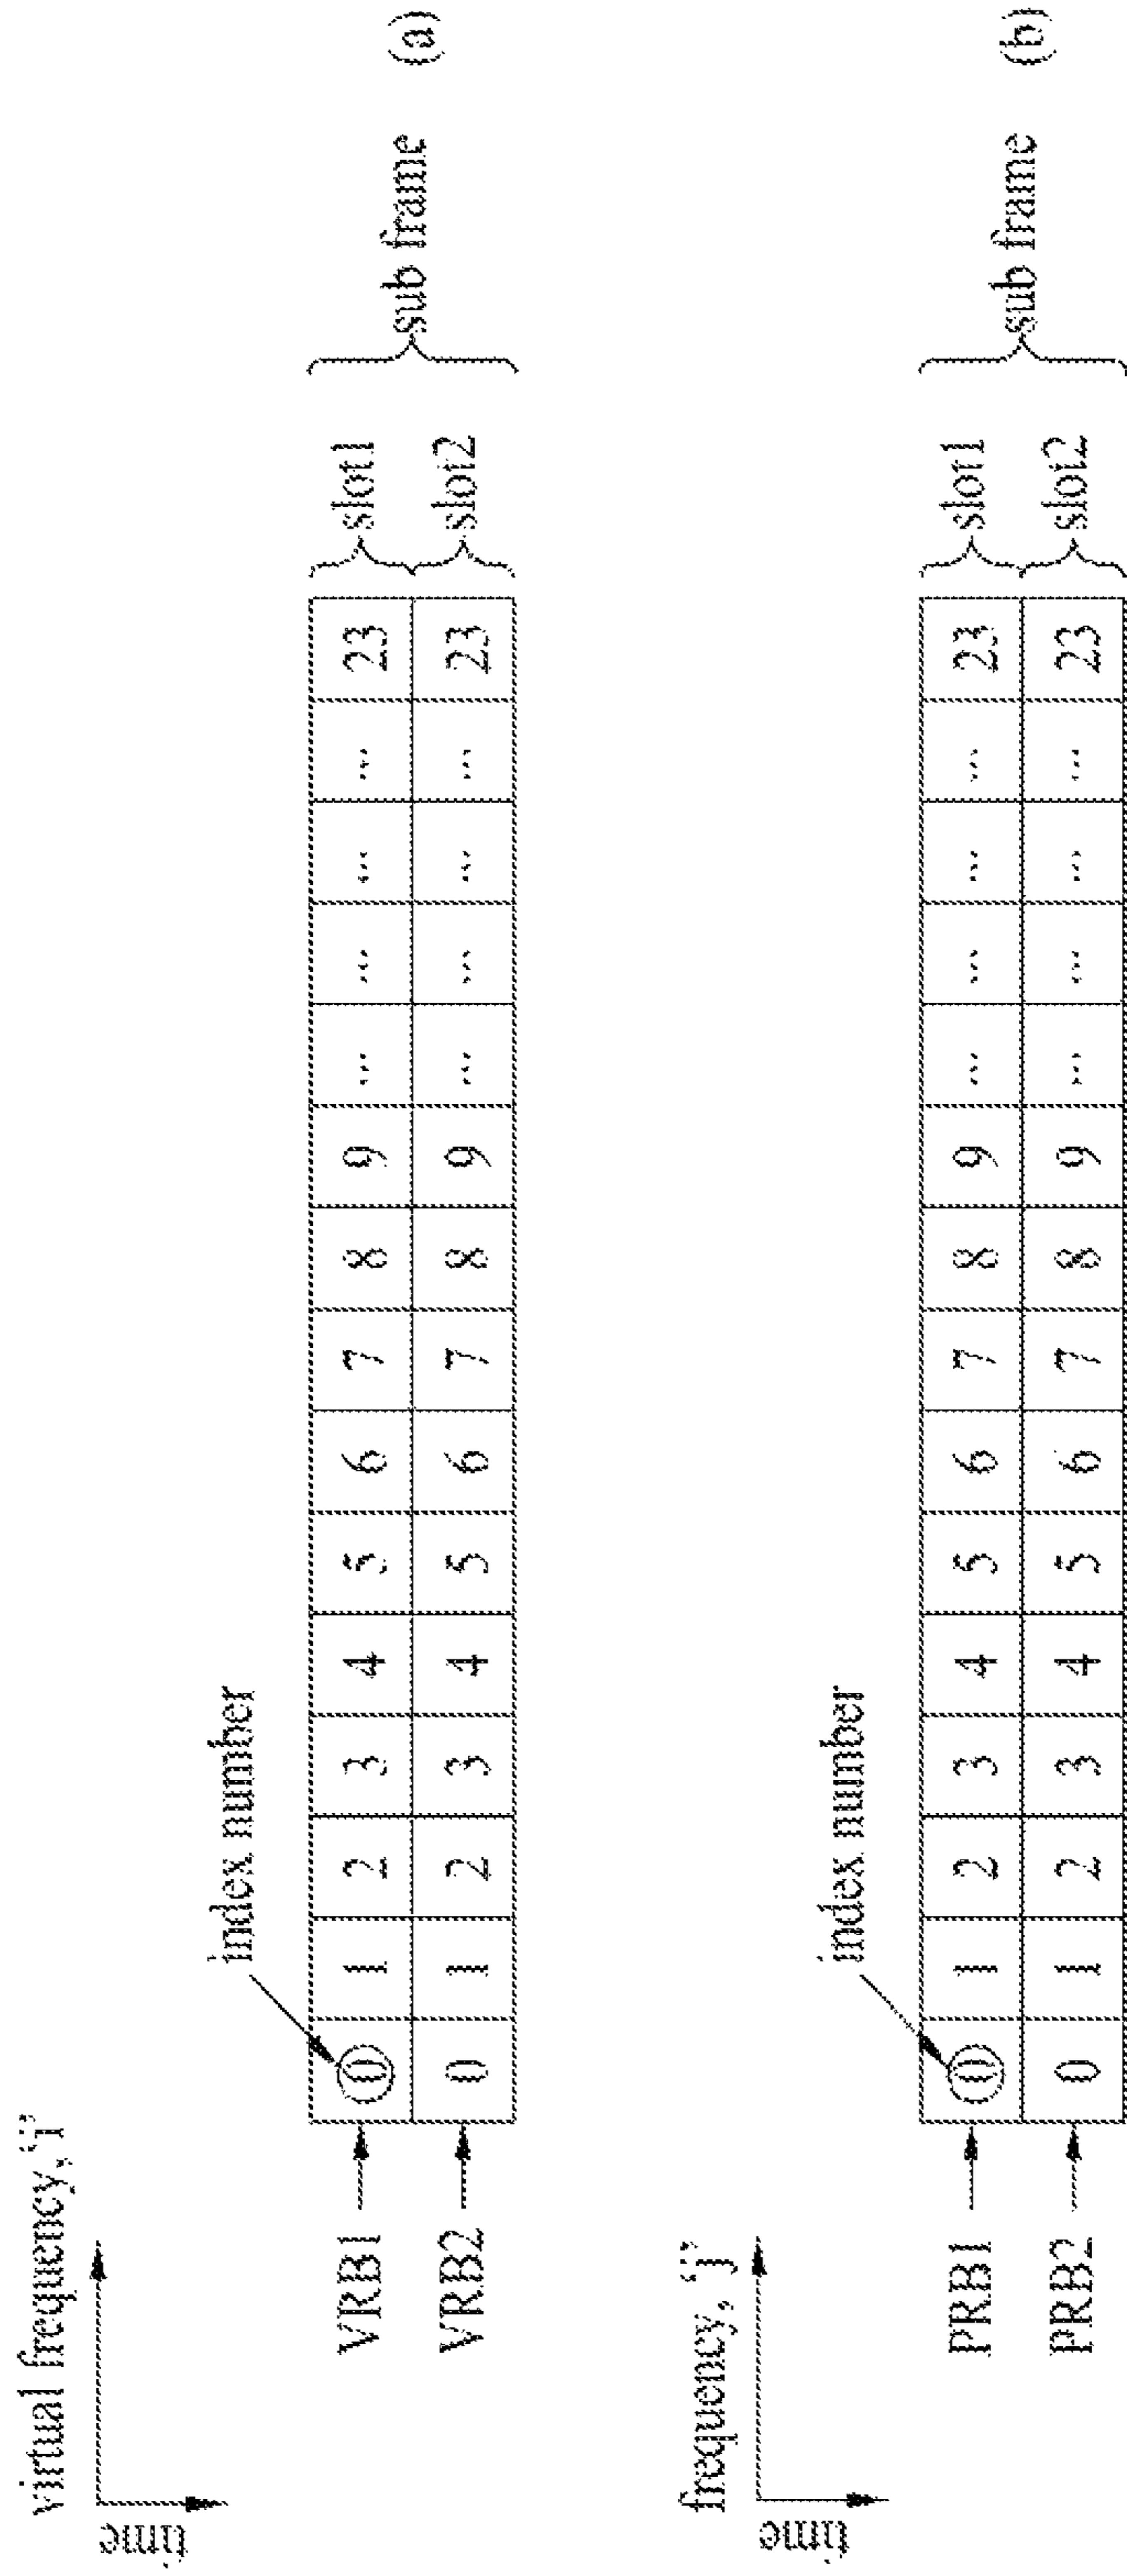 virtual frequency, 'i'
time
index number
VRB1 0 1 2 3 4 5 6 7 8 9 ... ... ... ... 23 slot1
VRB2 0 1 2 3 4 5 6 7 8 9 ... ... ... ... 23 slot2
sub frame (a)
frequency, 'j'
time
index number
PRB1 0 1 2 3 4 5 6 7 8 9 ... ... ... ... 23 slot1
PRB2 0 1 2 3 4 5 6 7 8 9 ... ... ... ... 23 slot2
sub frame (b)